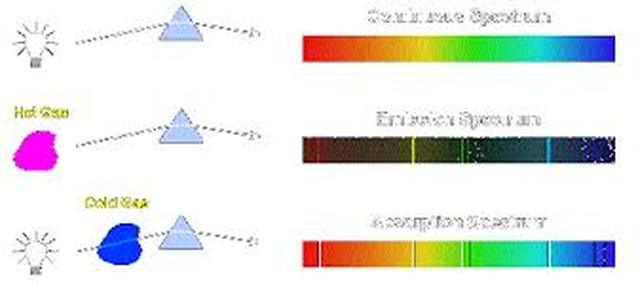 Continuous Spectrum
Hot Gas
Emission Spectrum
Cold Gas
Absorption Spectrum